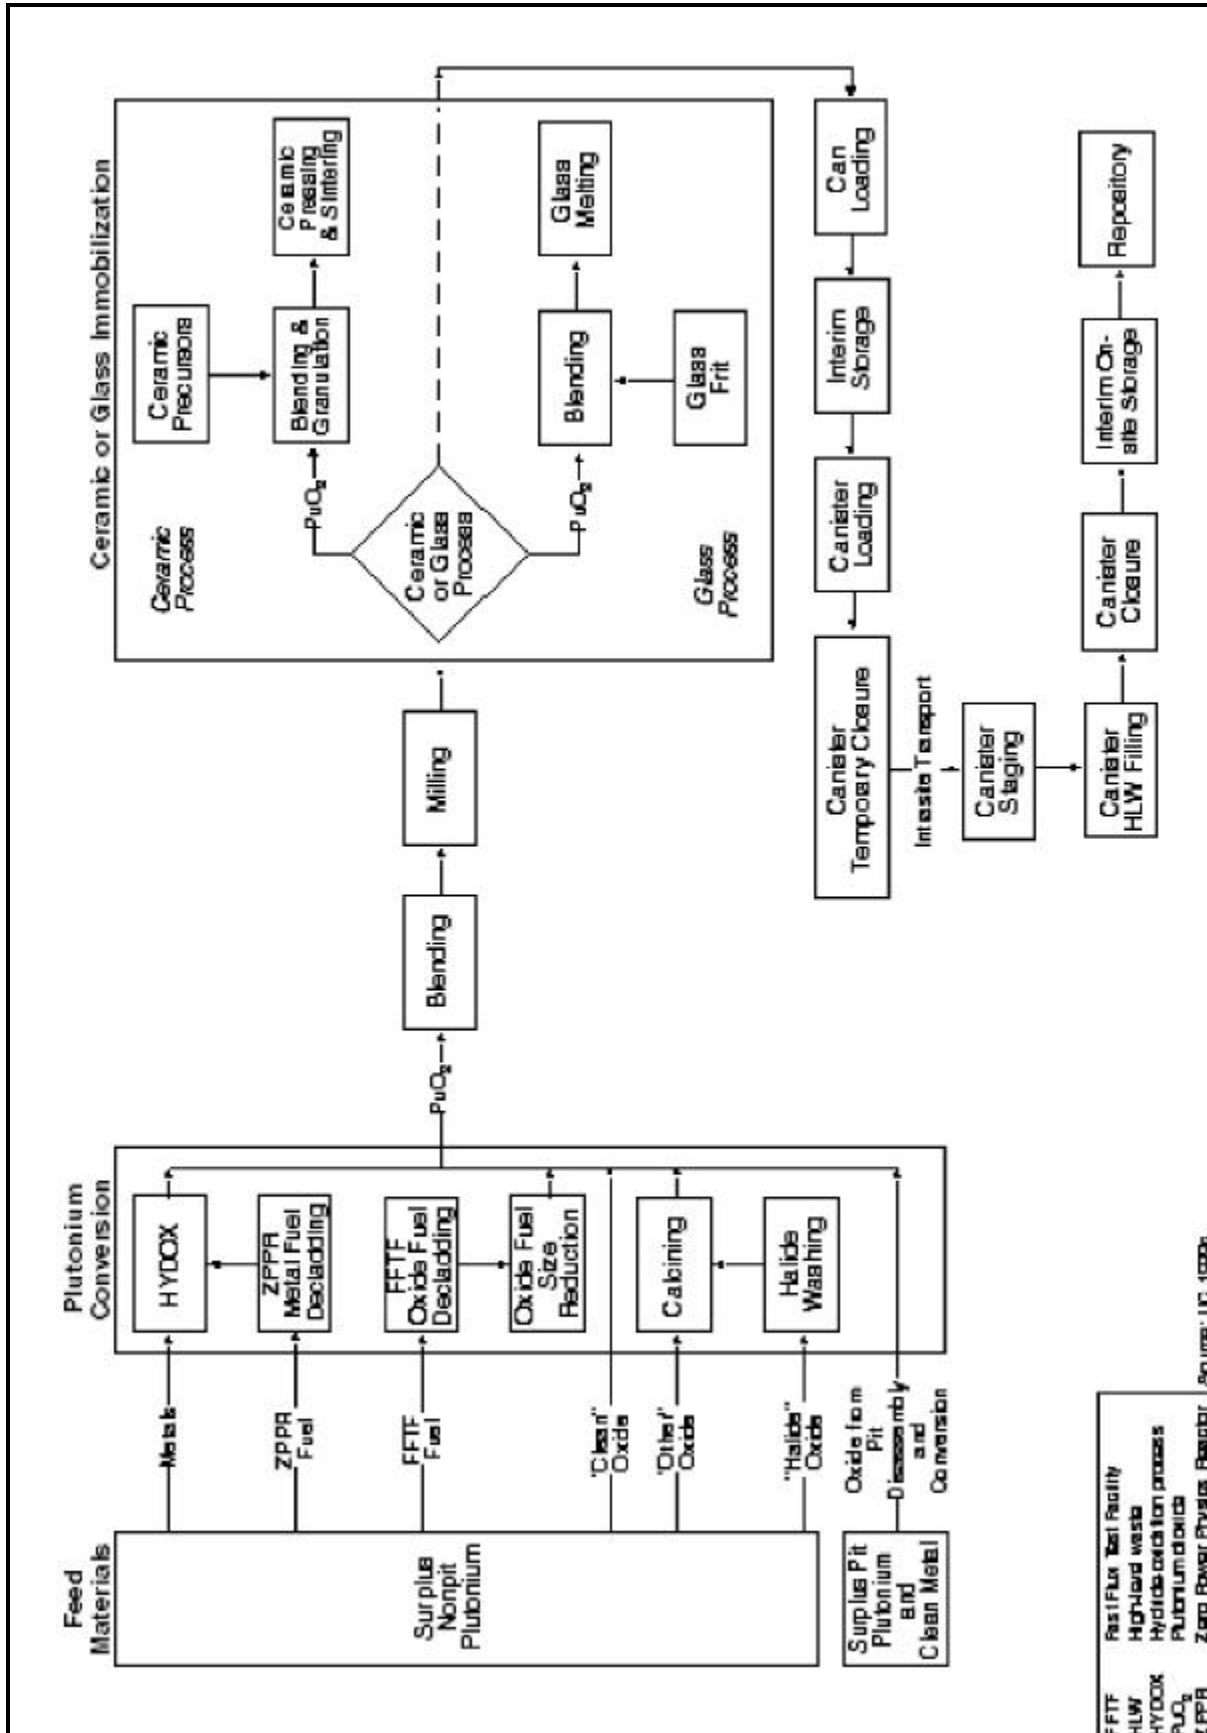 Feed
Materials
Surplus
Nonpit
Plutonium
Surplus Pit
Plutonium
and
Clean Metal
Metals
ZPPR
Fuel
FFTF
Fuel
"Clean"
Oxide
"Other"
Oxide
"Halide"
Oxide
Oxide from
Pit
Disassembly
and
Conversion
Plutonium
Conversion
HYDOX
ZPPR
Metal Fuel
Decladding
FFTF
Oxide Fuel
Decladding
Oxide Fuel
Size
Reduction
Calcining
Halide
Washing
PuO₂
Blending
Milling
Ceramic or Glass Immobilization
Ceramic
Process
Ceramic
or Glass
Process
Glass
Process
PuO₂
PuO₂
Ceramic
Precursors
Blending &
Granulation
Ceramic
Pressing
& Sintering
Blending
Glass
Frit
Glass
Melting
Can
Loading
Interim
Storage
Canister
Loading
Canister
Temporary Closure
Intrasite Transport
Canister
Staging
Canister
HLW Filling
Canister
Closure
Interim On-
site Storage
Repository
FFTF Fast Flux Test Facility
HLW High-level waste
HYDOX Hydride oxidation process
PuO₂ Plutonium dioxide
ZPPR Zero Power Physics Reactor
Source: UC